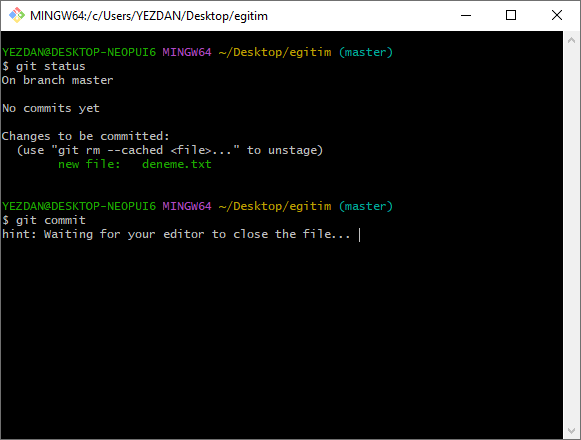 MINGW64:/c/Users/YEZDAN/Desktop/egitim
YEZDAN@DESKTOP-NEOPUI6 MINGW64 ~/Desktop/egitim (master)
$ git status
On branch master
No commits yet
Changes to be committed:
  (use "git rm --cached <file>..." to unstage)
        new file:   deneme.txt
YEZDAN@DESKTOP-NEOPUI6 MINGW64 ~/Desktop/egitim (master)
$ git commit
hint: Waiting for your editor to close the file...